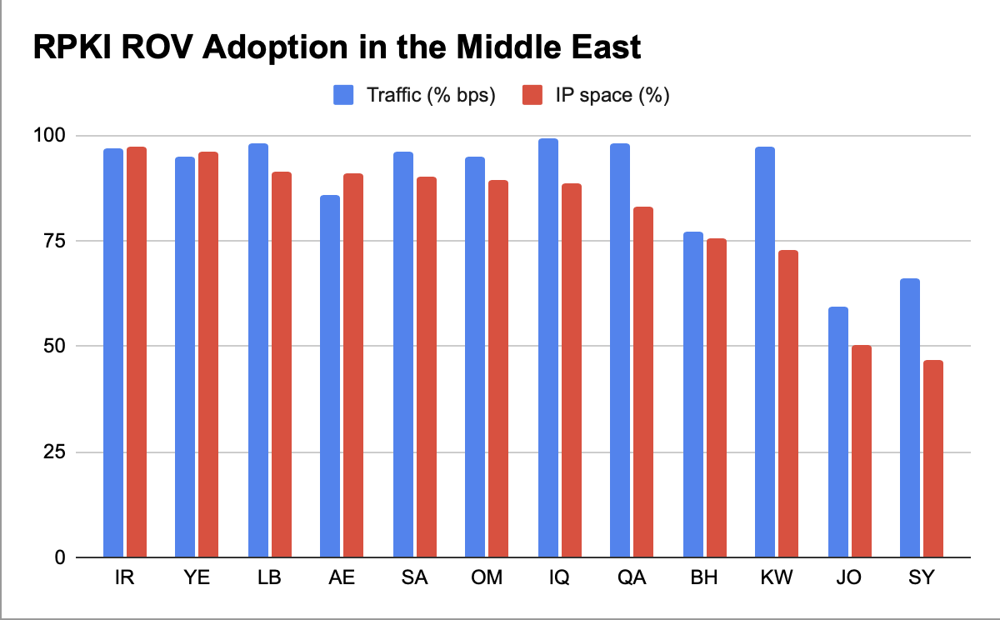 RPKI ROV Adoption in the Middle East
Traffic (% bps) IP space (%)
100
75
50
25
0
IR YE LB AE SA OM IQ QA BH KW JO SY